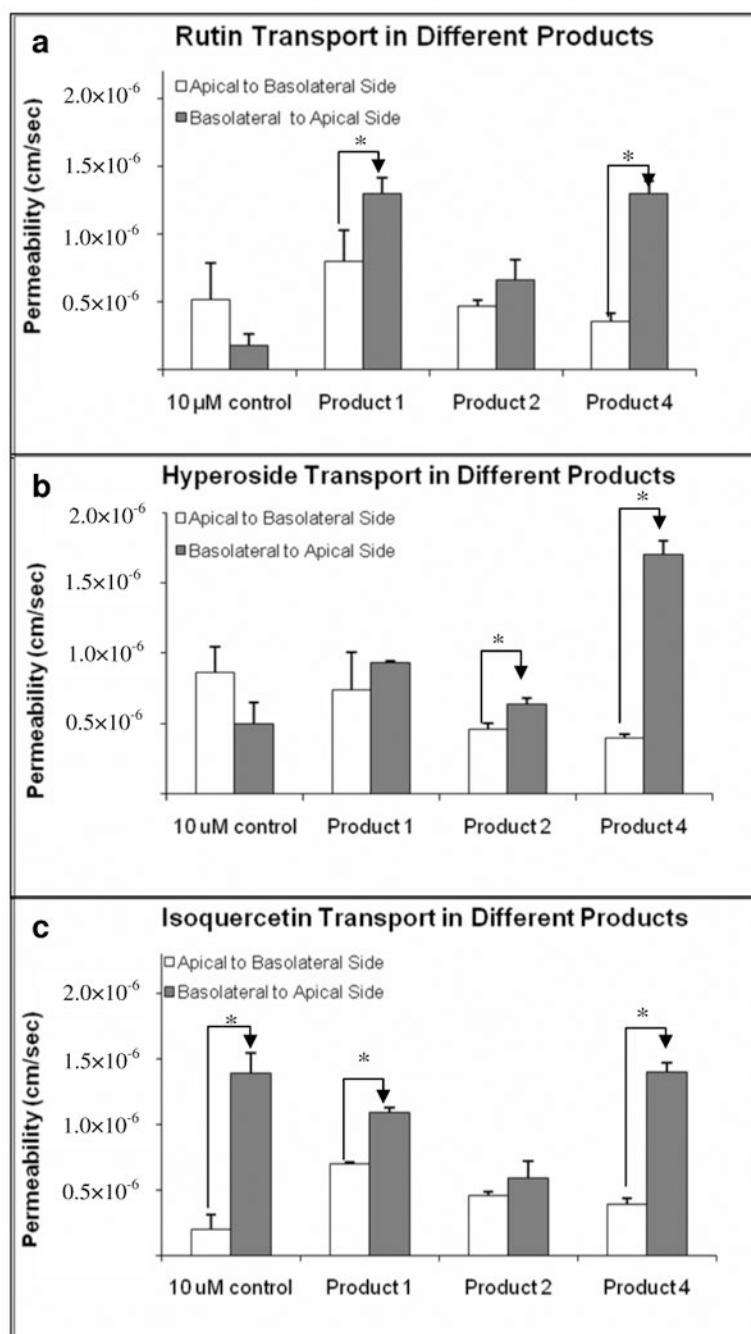 a
Rutin Transport in Different Products
Apical to Basolateral Side
Basolateral to Apical Side
Permeability (cm/sec)
2.0×10-6
1.5×10-6
1.0×10-6
0.5×10-6
*
*
10 µM control
Product 1
Product 2
Product 4
b
Hyperoside Transport in Different Products
Apical to Basolateral Side
Basolateral to Apical Side
Permeability (cm/sec)
2.0×10-6
1.5×10-6
1.0×10-6
0.5×10-6
*
*
10 uM control
Product 1
Product 2
Product 4
c
Isoquercetin Transport in Different Products
Apical to Basolateral Side
Basolateral to Apical Side
Permeability (cm/sec)
2.0×10-6
1.5×10-6
1.0×10-6
0.5×10-6
*
*
*
10 uM control
Product 1
Product 2
Product 4